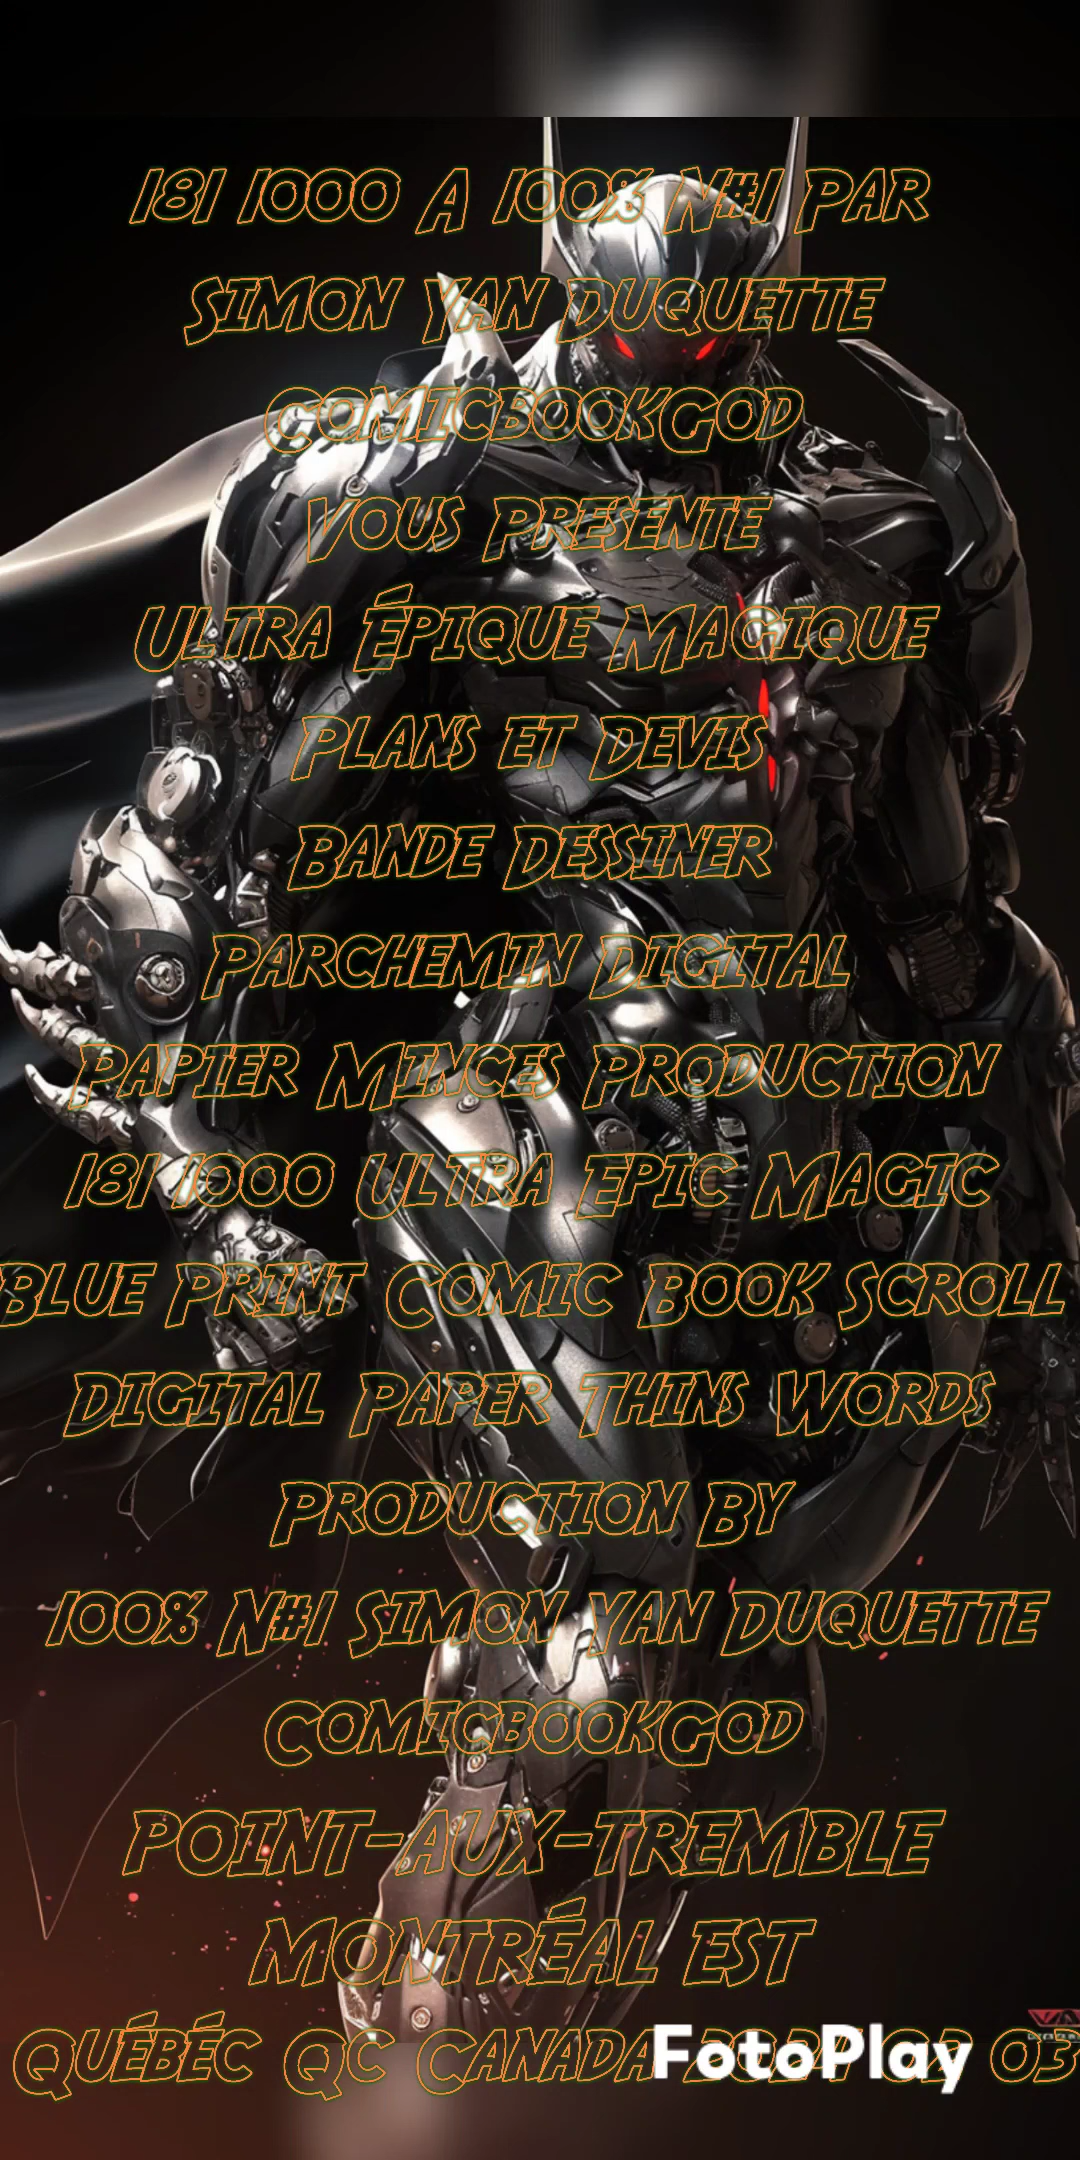 181 1000 A 100% N#1 Par
Simon Yan Duquette
ComicbookGod
Vous Presente
Ultra Épique Magique
Plans et Devis
Bande Dessiner
Parchemin Digital
Papier Minces Production
181 1000 Ultra Epic Magic
Blue Print Comic Book Scroll
Digital Paper Thins Words
Production By
100% N#1 Simon Yan Duquette
ComicbookGod
POINT-AUX-TREMBLE
MONTRÉAL EST
Québéc Qc Canada 03
FotoPlay